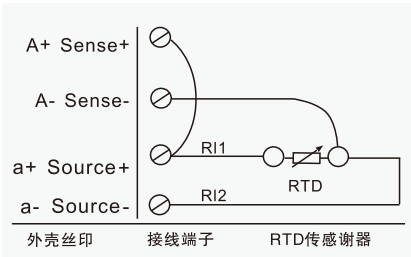 A+ Sense+
A- Sense-
a+ Source+
a- Source-
RI1
RTD
RI2
外壳丝印 接线端子 RTD传感谢器